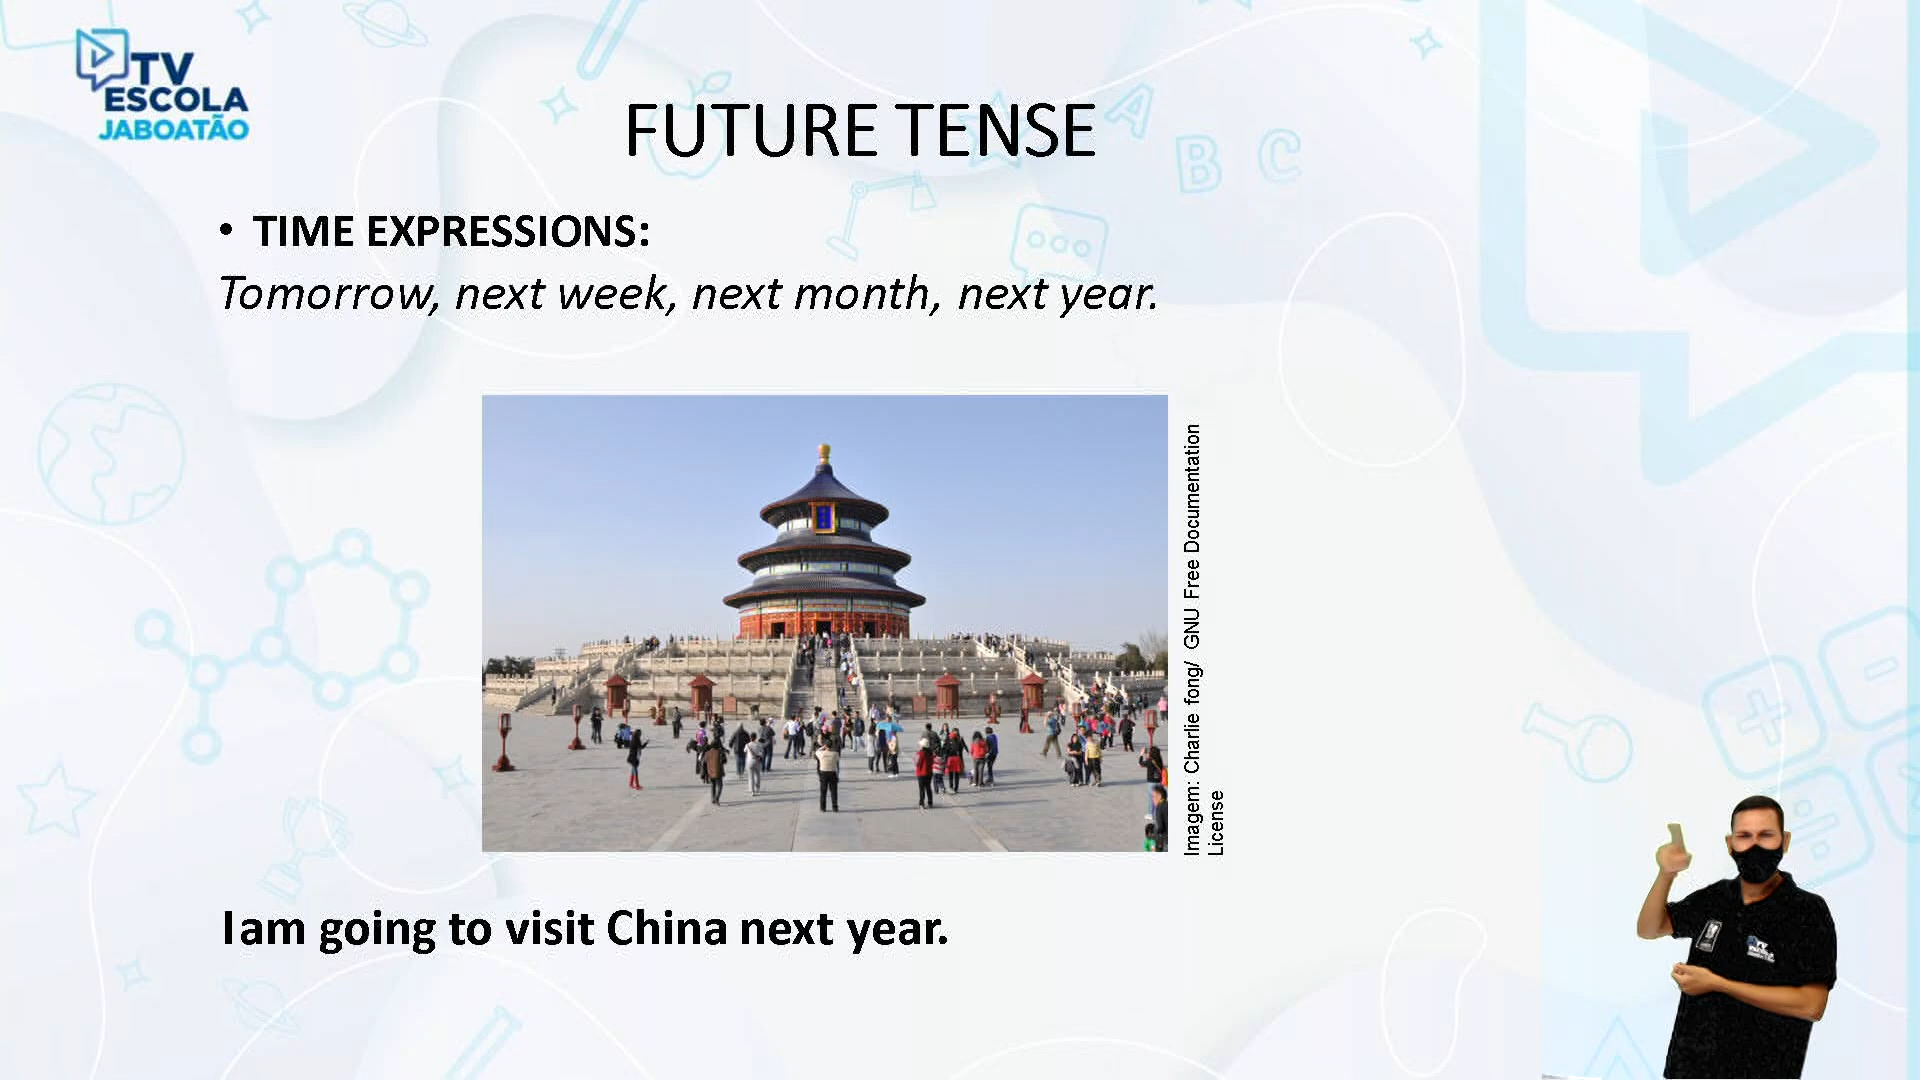 TV
ESCOLA
JABOATÃO
FUTURE TENSE
A
B C
• TIME EXPRESSIONS:
Tomorrow, next week, next month, next year.
Imagem: Charlie fong/ GNU Free Documentation
License
I am going to visit China next year.
TV